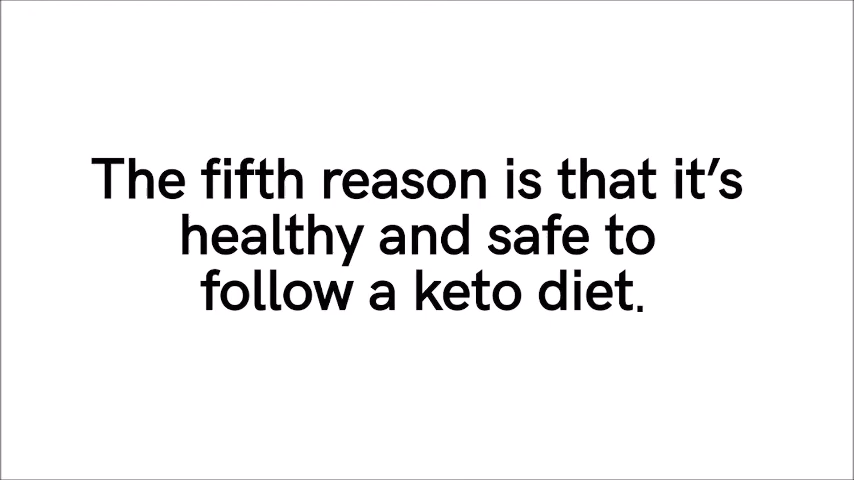 The fifth reason is that it’s
healthy and safe to
follow a keto diet.